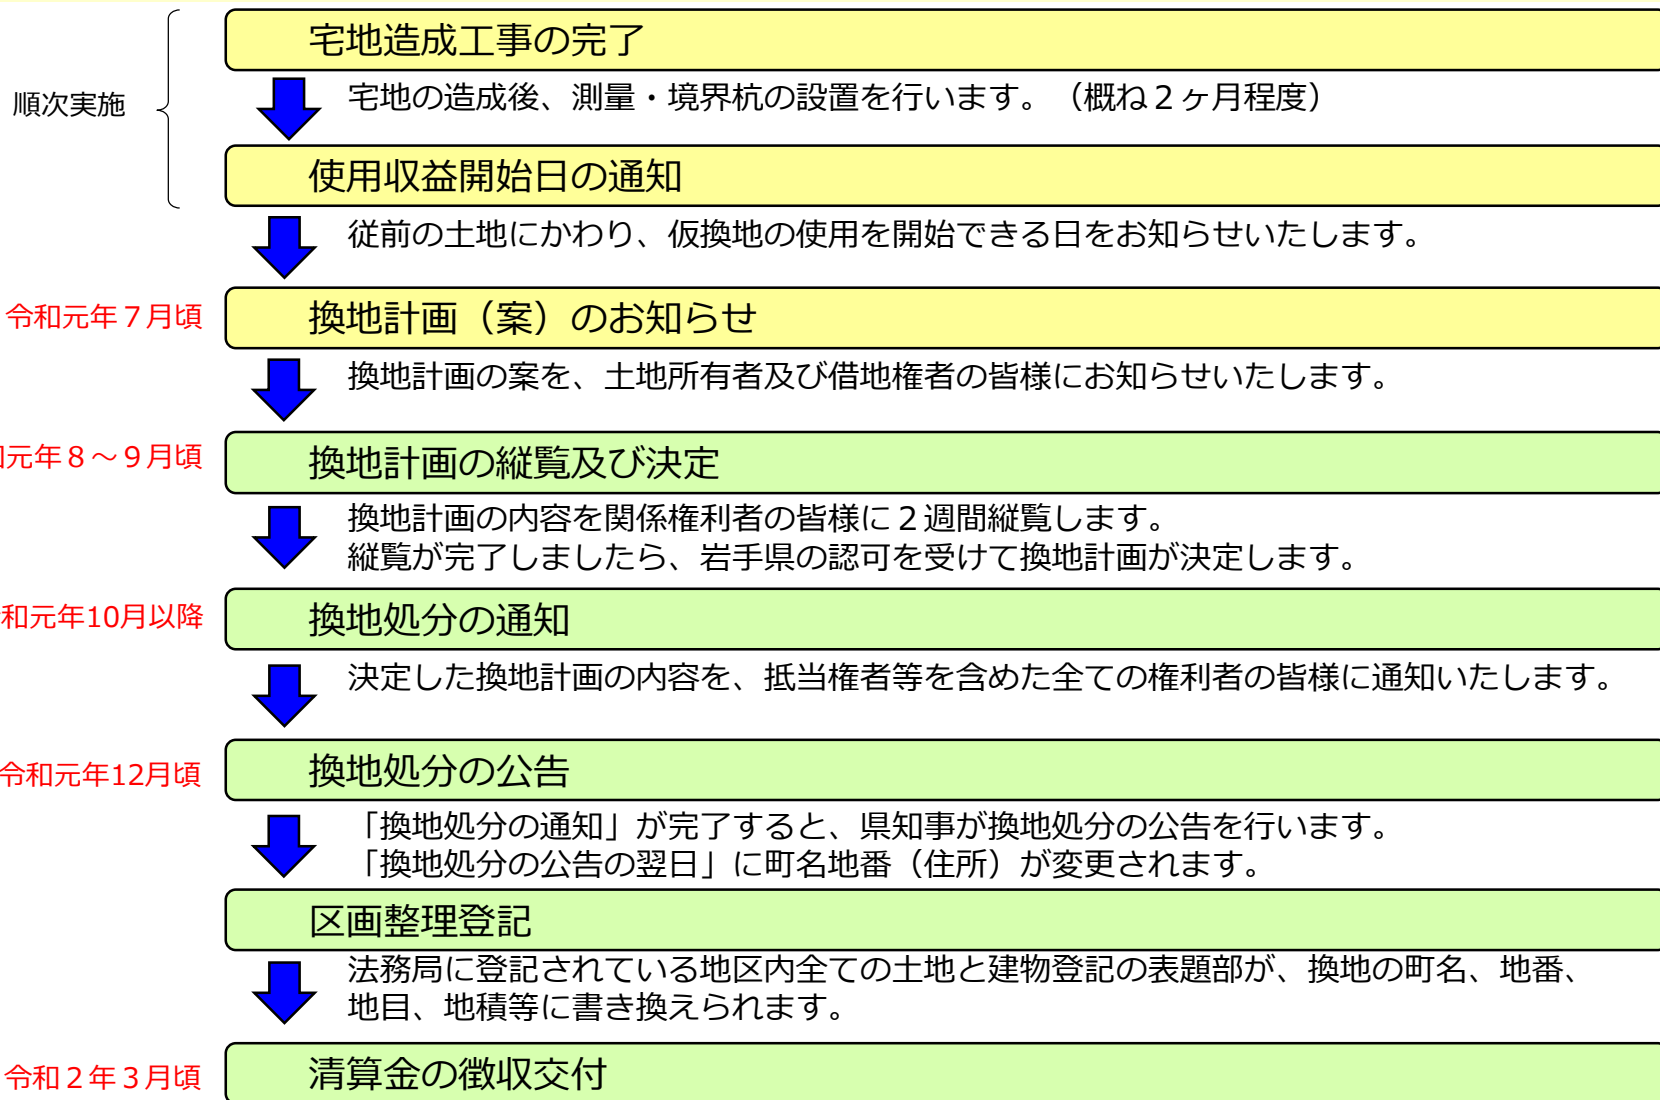 宅地造成工事の完了
順次実施
宅地の造成後、測量・境界杭の設置を行います。（概ね２ヶ月程度）
使用収益開始日の通知
従前の土地にかわり、仮換地の使用を開始できる日をお知らせいたします。
令和元年７月頃
換地計画（案）のお知らせ
換地計画の案を、土地所有者及び借地権者の皆様にお知らせいたします。
元年８～９月頃
換地計画の縦覧及び決定
換地計画の内容を関係権利者の皆様に２週間縦覧します。
縦覧が完了しましたら、岩手県の認可を受けて換地計画が決定します。
和元年10月以降
換地処分の通知
決定した換地計画の内容を、抵当権者等を含めた全ての権利者の皆様に通知いたします。
令和元年12月頃
換地処分の公告
「換地処分の通知」が完了すると、県知事が換地処分の公告を行います。
「換地処分の公告の翌日」に町名地番（住所）が変更されます。
区画整理登記
法務局に登記されている地区内全ての土地と建物登記の表題部が、換地の町名、地番、
地目、地積等に書き換えられます。
令和２年３月頃
清算金の徴収交付